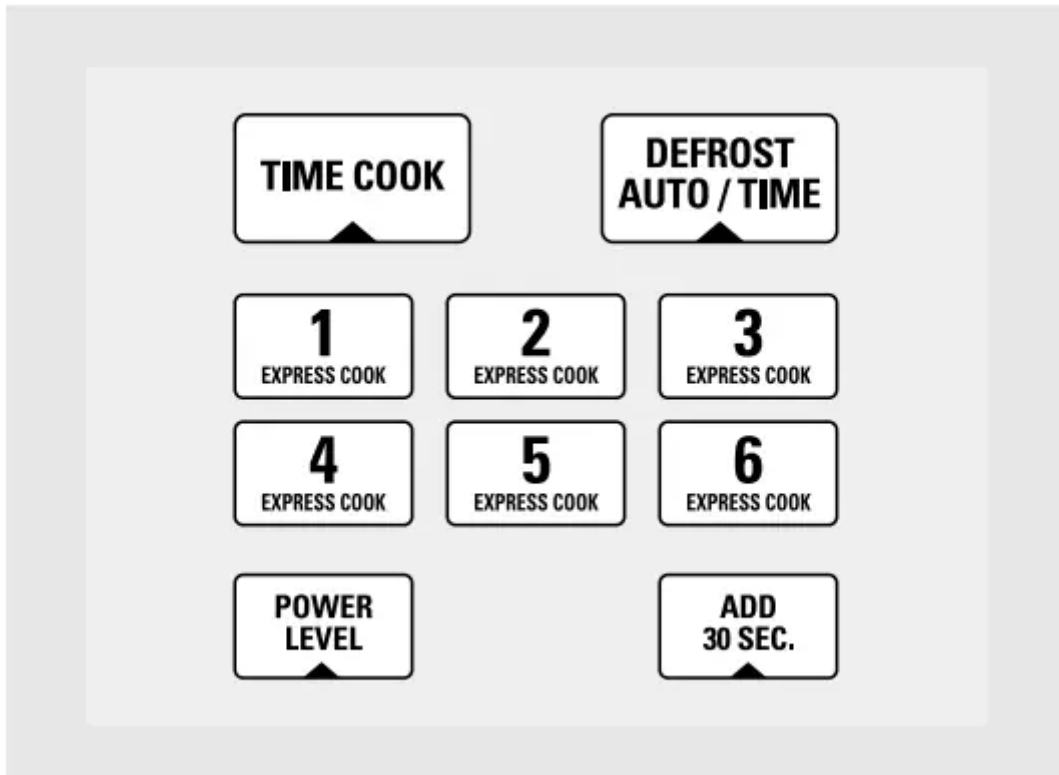 TIME COOK
DEFROST
AUTO / TIME
1
EXPRESS COOK
2
EXPRESS COOK
3
EXPRESS COOK
4
EXPRESS COOK
5
EXPRESS COOK
6
EXPRESS COOK
POWER
LEVEL
ADD
30 SEC.